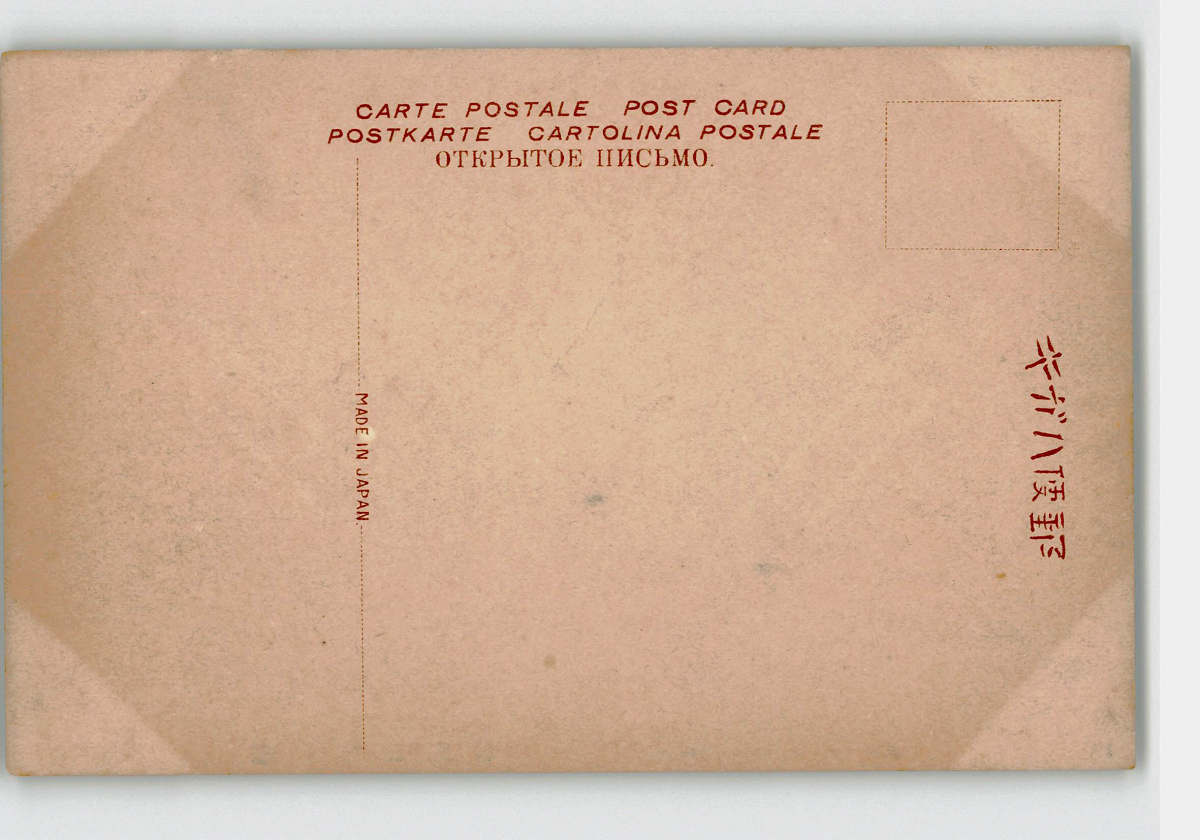 CARTE POSTALE POST CARD
POSTKARTE CARTOLINA POSTALE
ОТКРЫТОЕ ПИСЬМО.
MADE IN JAPAN.
郵便ハガキ